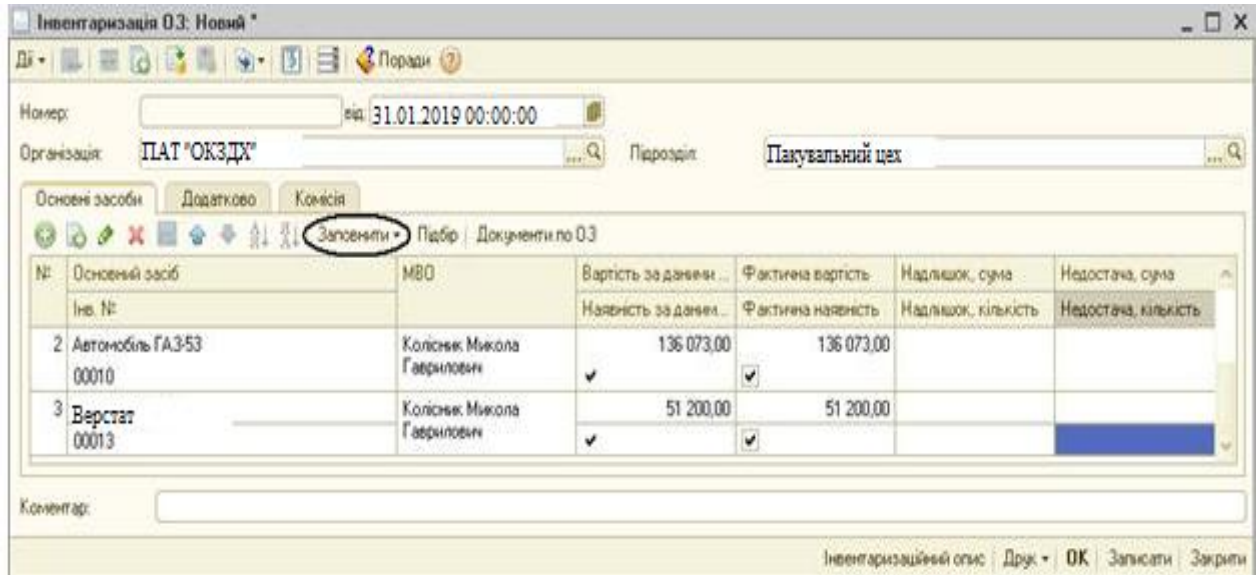 Інвентаризація ОЗ: Новий *
Дії Поради
Номер: від: 31.01.2019 00:00:00
Організація: ПАТ "ОКЗДХ" ... Підрозділ: Пакувальний цех ...
Основні засоби Додатково Комісія
Заповнити Підбір Документи по ОЗ
№ Основний засіб МВО Вартість за даними ... Фактична вартість Надлишок, сума Недостача, сума
Інв. № Наявність за даним... Фактична наявність Надлишок, кількість Недостача, кількість
2 Автомобіль ГАЗ-53 Колісник Микола 136 073,00 136 073,00
00010 Гаврилович
3 Верстат Колісник Микола 51 200,00 51 200,00
00013 Гаврилович
Коментар:
Інвентаризаційний опис Друк OK Записати Закрити